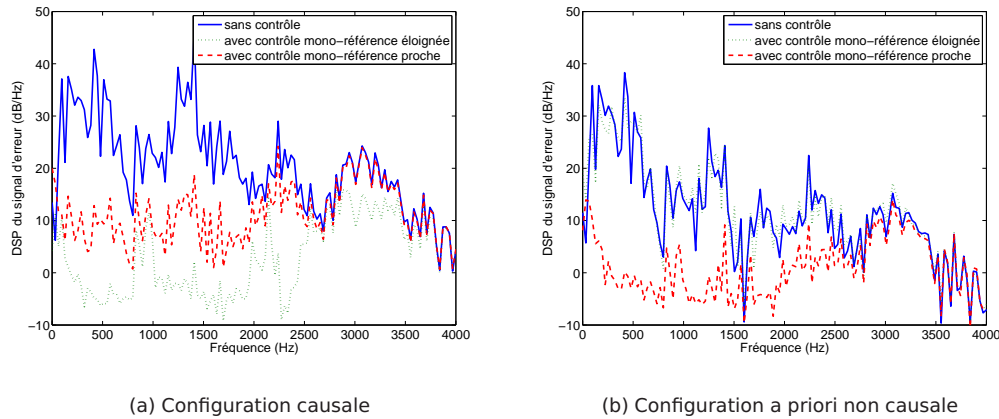 50
40
30
20
10
0
−10
0 500 1000 1500 2000 2500 3000 3500 4000
DSP du signal d'erreur (dB/Hz)
Fréquence (Hz)
sans contrôle
avec contrôle mono−référence éloignée
avec contrôle mono−référence proche
(a) Configuration causale
50
40
30
20
10
0
−10
0 500 1000 1500 2000 2500 3000 3500 4000
DSP du signal d'erreur (dB/Hz)
Fréquence (Hz)
sans contrôle
avec contrôle mono−référence éloignée
avec contrôle mono−référence proche
(b) Configuration a priori non causale